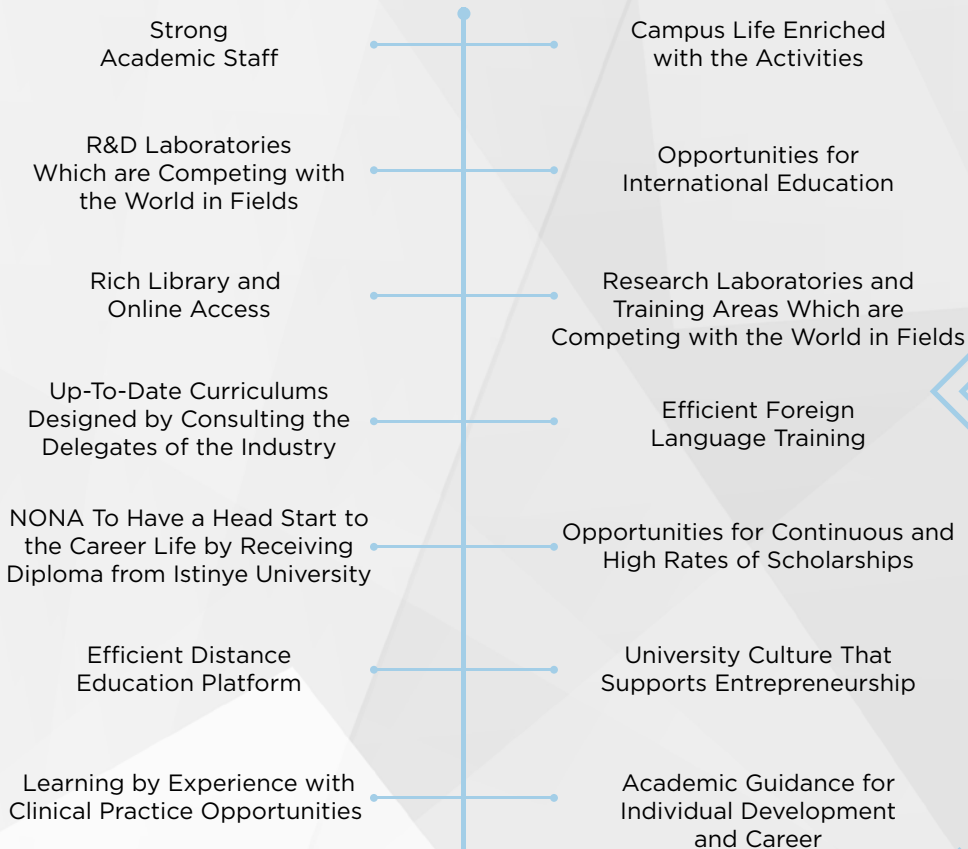 Strong
Academic Staff
Campus Life Enriched
with the Activities
R&D Laboratories
Which are Competing with
the World in Fields
Opportunities for
International Education
Rich Library and
Online Access
Research Laboratories and
Training Areas Which are
Competing with the World in Fields
Up-To-Date Curriculums
Designed by Consulting the
Delegates of the Industry
Efficient Foreign
Language Training
NONA To Have a Head Start to
the Career Life by Receiving
Diploma from Istinye University
Opportunities for Continuous and
High Rates of Scholarships
Efficient Distance
Education Platform
University Culture That
Supports Entrepreneurship
Learning by Experience with
Clinical Practice Opportunities
Academic Guidance for
Individual Development
and Career